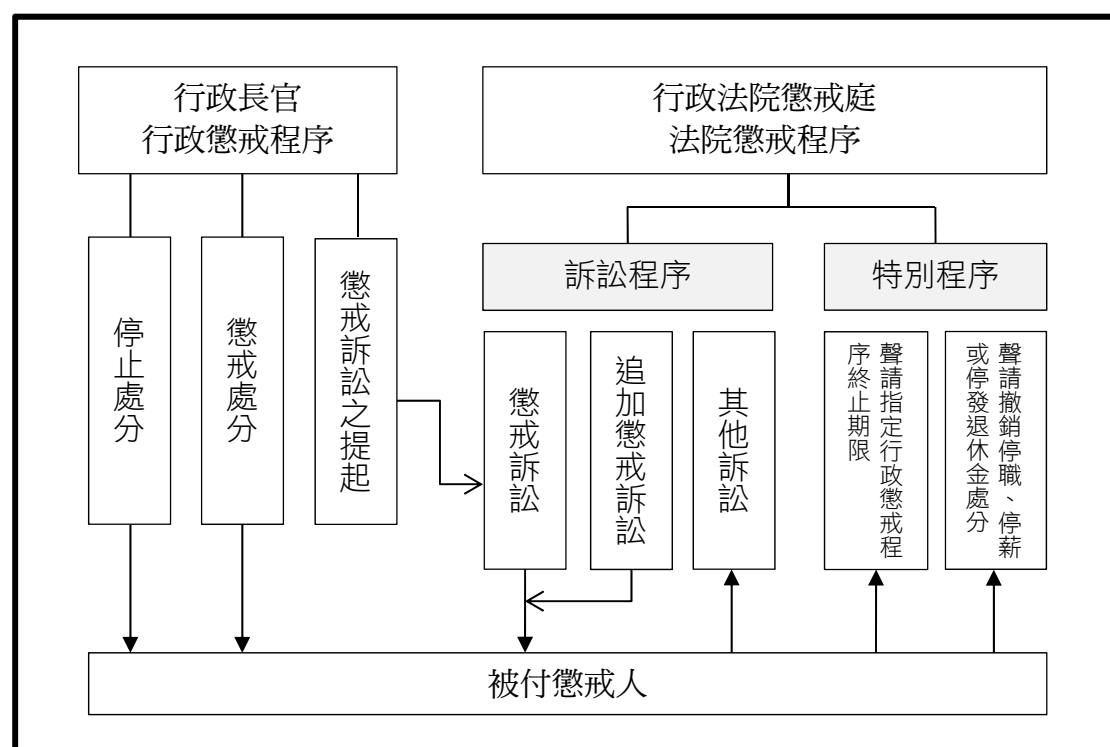 行政長官
行政懲戒程序
行政法院懲戒庭
法院懲戒程序
訴訟程序
特別程序
停止處分
懲戒處分
懲戒訴訟之提起
懲戒訴訟
追加懲戒訴訟
其他訴訟
聲請指定行政懲戒程
序終止期限
聲請撤銷停職、停薪
或停發退休金處分
被付懲戒人